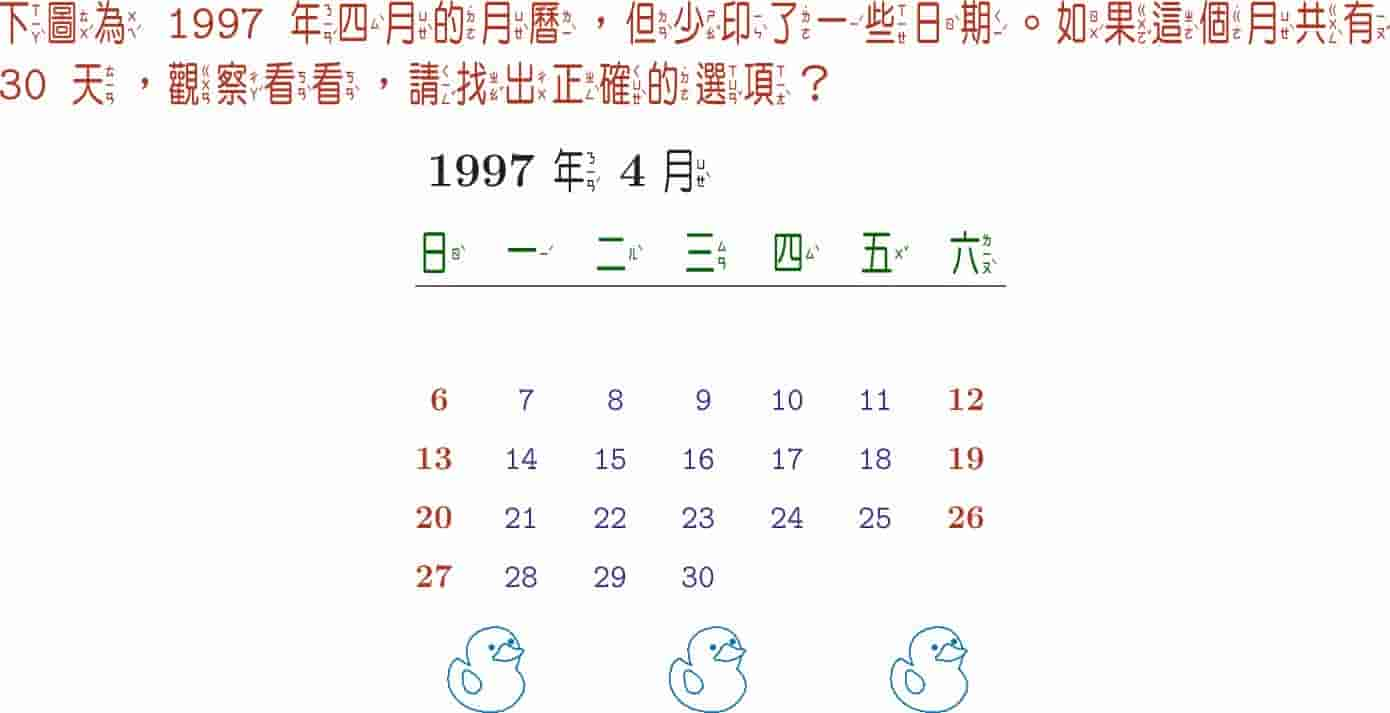 下圖為 1997 年四月的月曆，但少印了一些日期。如果這個月共有
30 天，觀察看看，請找出正確的選項？
1997 年 4 月
日 一 二 三 四 五 六
6 7 8 9 10 11 12
13 14 15 16 17 18 19
20 21 22 23 24 25 26
27 28 29 30